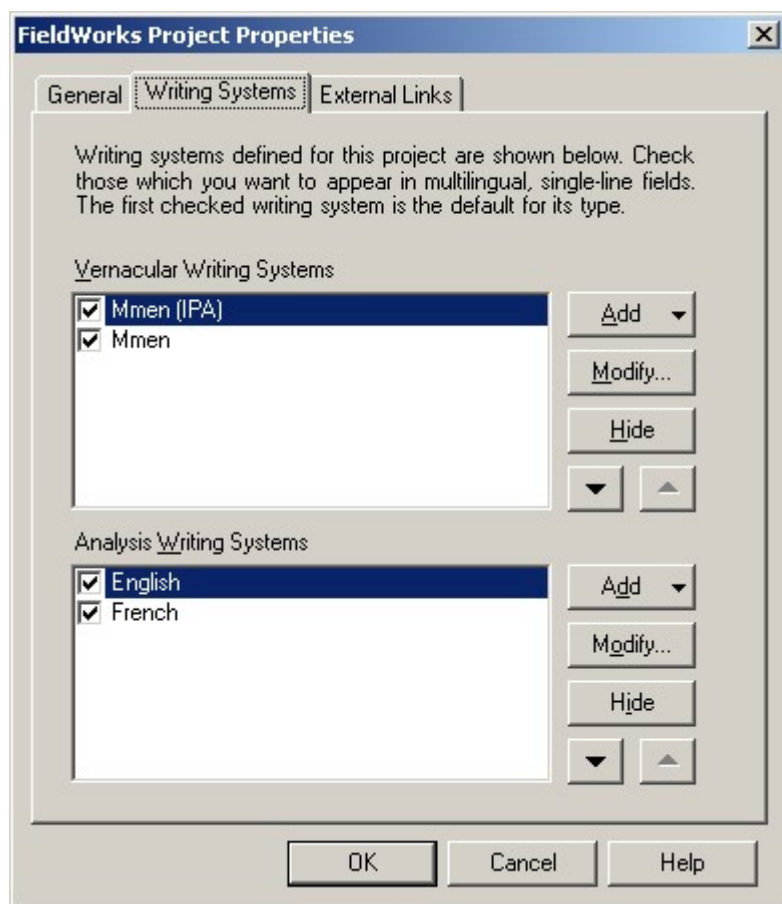 FieldWorks Project Properties
General Writing Systems External Links
Writing systems defined for this project are shown below. Check
those which you want to appear in multilingual, single-line fields.
The first checked writing system is the default for its type.
Vernacular Writing Systems
Mmen (IPA)
Mmen
Add
Modify...
Hide
Analysis Writing Systems
English
French
Add
Modify...
Hide
OK Cancel Help